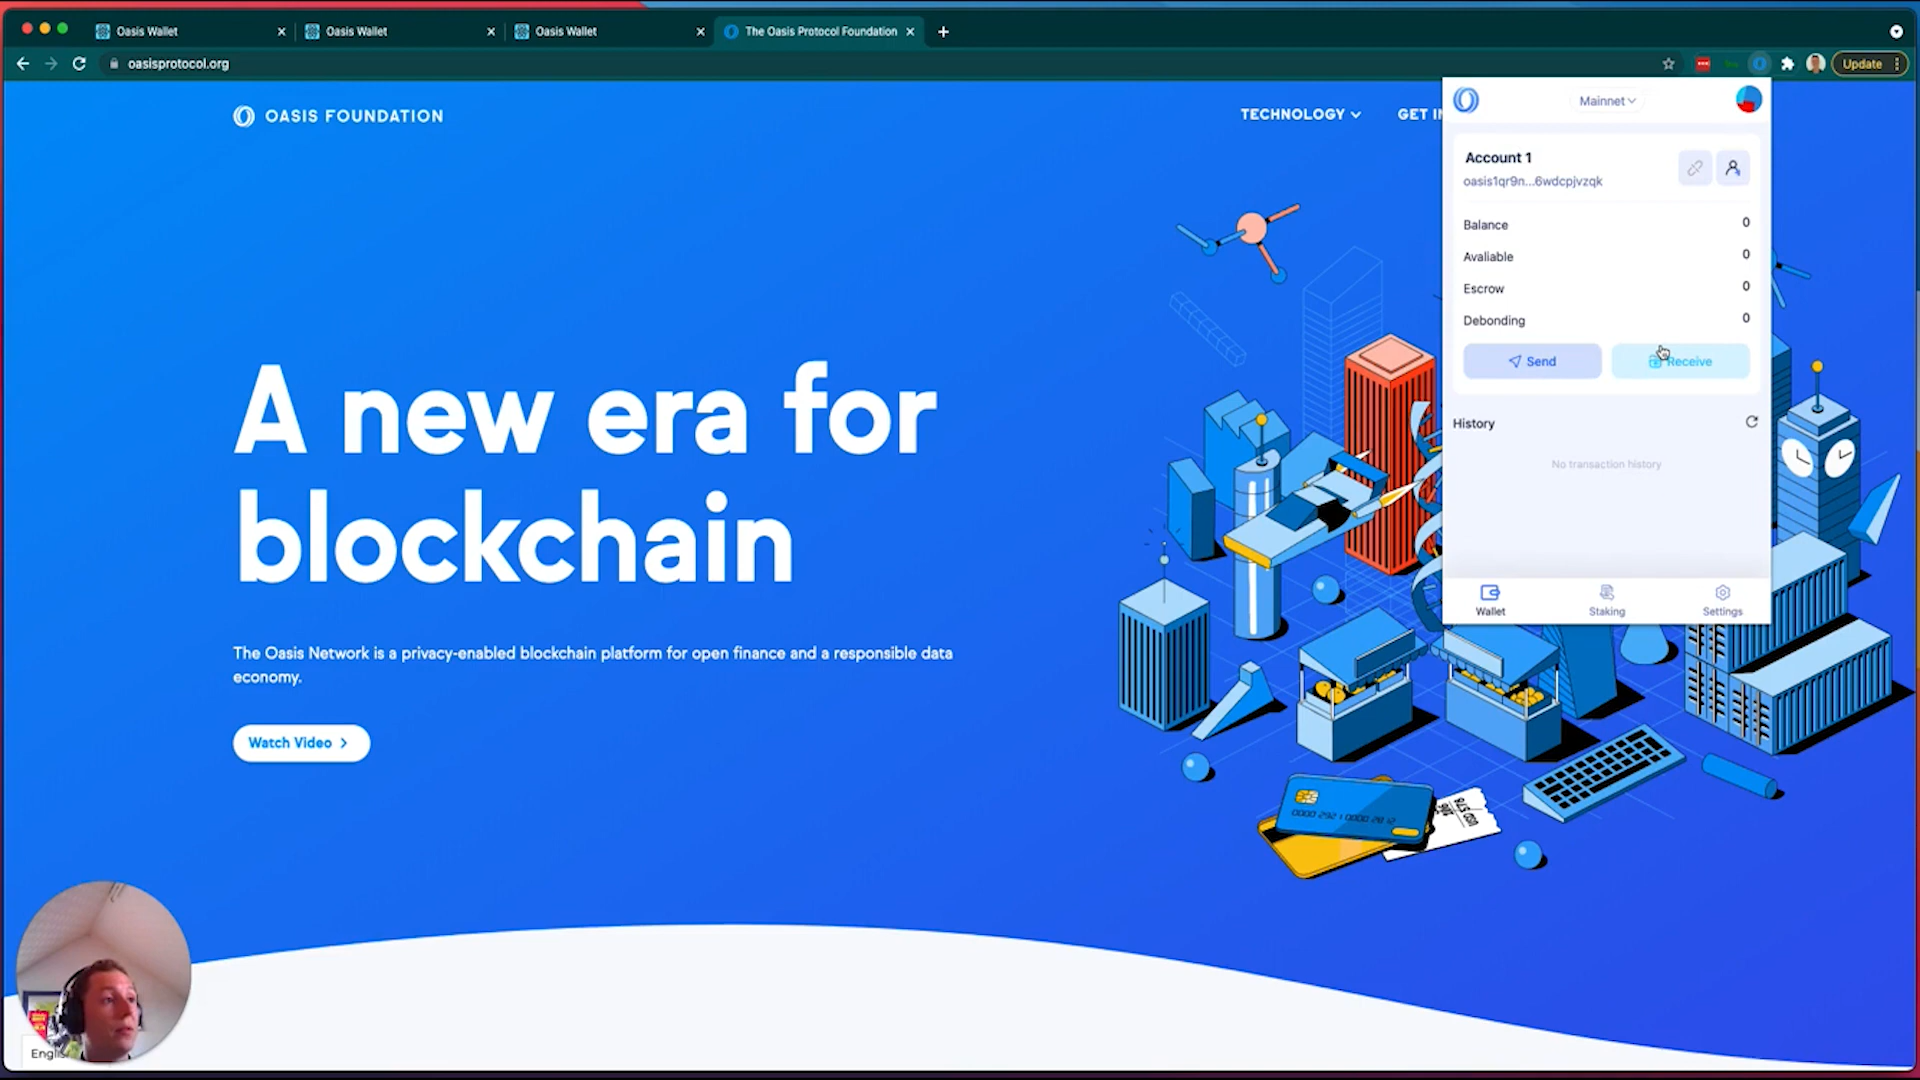 Oasis Wallet
Oasis Wallet
Oasis Wallet
The Oasis Protocol Foundation
oasisprotocol.org
Update
OASIS FOUNDATION
TECHNOLOGY
GET
Mainnet
Account 1
oasis1qr9n...6wdcpjvzqk
Balance 0
Avaliable 0
Escrow 0
Debonding 0
Send
Receive
History
No transaction history
Wallet
Staking
Settings
A new era for
blockchain
The Oasis Network is a privacy-enabled blockchain platform for open finance and a responsible data
economy.
Watch Video